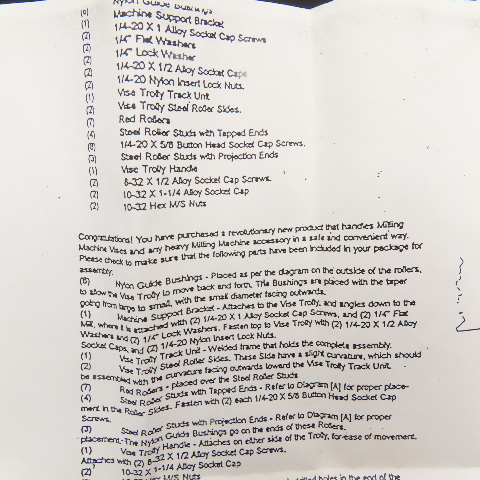 Nylon Guide Bushings
(6) Machine Support Bracket
(1) 1/4-20 X 1 Alloy Socket Cap Screws
(2) 1/4" Flat Washers
(2) 1/4" Lock Washer
(2) 1/4-20 X 1/2 Alloy Socket Caps
(2) 1/4-20 Nylon Insert Lock Nuts.
(2) Vise Trolly Track Unit
(1) Vise Trolly Steel Roller Sides.
(2) Red Rollers
(7) Steel Roller Studs with Tapped Ends
(4) 1/4-20 X 5/8 Button Head Socket Cap Screws.
(8) Steel Roller Studs with Projection Ends
(3) Vise Trolly Handle
(1) 8-32 X 1/2 Alloy Socket Cap Screws.
(2) 10-32 X 1-1/4 Alloy Socket Cap
(2) 10-32 Hex M/S Nuts
(2)
Congratulations! You have purchased a revolutionary new product that handles Milling
Machine Vises and any heavy Milling Machine accessory in a safe and convenient way.
Please check to make sure that the following parts have been included in your package for
assembly.
(6) Nylon Guide Bushings - Placed as per the diagram on the outside of the rollers,
to allow the Vise Trolly to move back and forth. The Bushings are placed with the taper
going from large to small, with the small diameter facing outwards.
(1) Machine Support Bracket - Attaches to the Vise Trolly, and angles down to the
Mill, where it is attached with (2) 1/4-20 X 1 Alloy Socket Cap Screws, and (2) 1/4" Flat
Washers and (2) 1/4" Lock Washers. Fasten top to Vise Trolly with (2) 1/4-20 X 1/2 Alloy
Socket Caps, and (2) 1/4-20 Nylon Insert Lock Nuts.
(1) Vise Trolly Track Unit - Welded frame that holds the complete assembly.
(2) Vise Trolly Steel Roller Sides. These Side have a slight curvature, which should
be assembled with the curvature facing outwards toward the Vise Trolly Track Unit.
(7) Red Rollers - placed over the Steel Roller Studs
(4) Steel Roller Studs with Tapped Ends - Refer to Diagram [A] for proper place-
ment in the Roller Sides. Fasten with (2) each 1/4-20 X 5/8 Button Head Socket Cap
Screws.
(3) Steel Roller Studs with Projection Ends - Refer to Diagram [A] for proper
placement. The Nylon Guide Bushings go on the ends of these Rollers.
(1) Vise Trolly Handle - Attaches on either side of the Trolly, for ease of movement.
Attaches with (2) 8-32 X 1/2 Alloy Socket Cap Screws.
(2) 10-32 X 1-1/4 Alloy Socket Cap
M/S Nuts
holes in the end of the